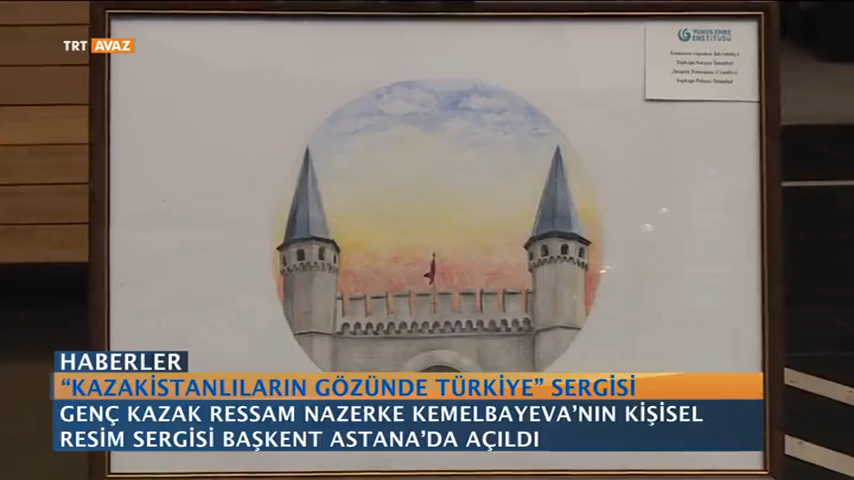 TRT AVAZ
YUNUS EMRE
ENSTİTÜSÜ
HABERLER
“KAZAKİSTANLILARIN GÖZÜNDE TÜRKİYE” SERGİSİ
GENÇ KAZAK RESSAM NAZERKE KEMELBAYEVA’NIN KİŞİSEL
RESİM SERGİSİ BAŞKENT ASTANA’DA AÇILDI